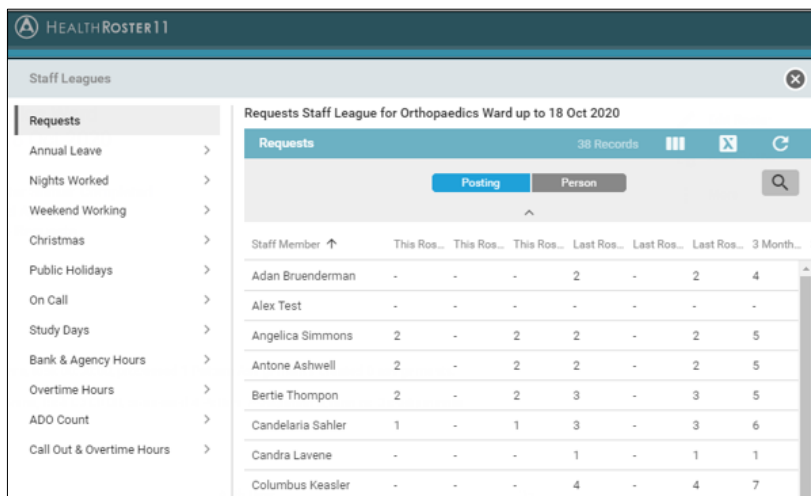 HEALTHROSTER11
Staff Leagues
Requests
Annual Leave
Nights Worked
Weekend Working
Christmas
Public Holidays
On Call
Study Days
Bank & Agency Hours
Overtime Hours
ADO Count
Call Out & Overtime Hours
Requests Staff League for Orthopaedics Ward up to 18 Oct 2020
Requests 38 Records
Posting Person
Staff Member This Ros... This Ros... This Ros... Last Ros... Last Ros... Last Ros... 3 Month...
Adan Bruenderman - - - 2 - 2 4
Alex Test - - - - - - -
Angelica Simmons 2 - 2 2 - 2 5
Antone Ashwell 2 - 2 2 - 2 5
Bertie Thompon 2 - 2 3 - 3 5
Candelaria Sahler 1 - 1 3 - 3 6
Candra Lavene - - - 1 - 1 1
Columbus Keasler - - - 4 - 4 7